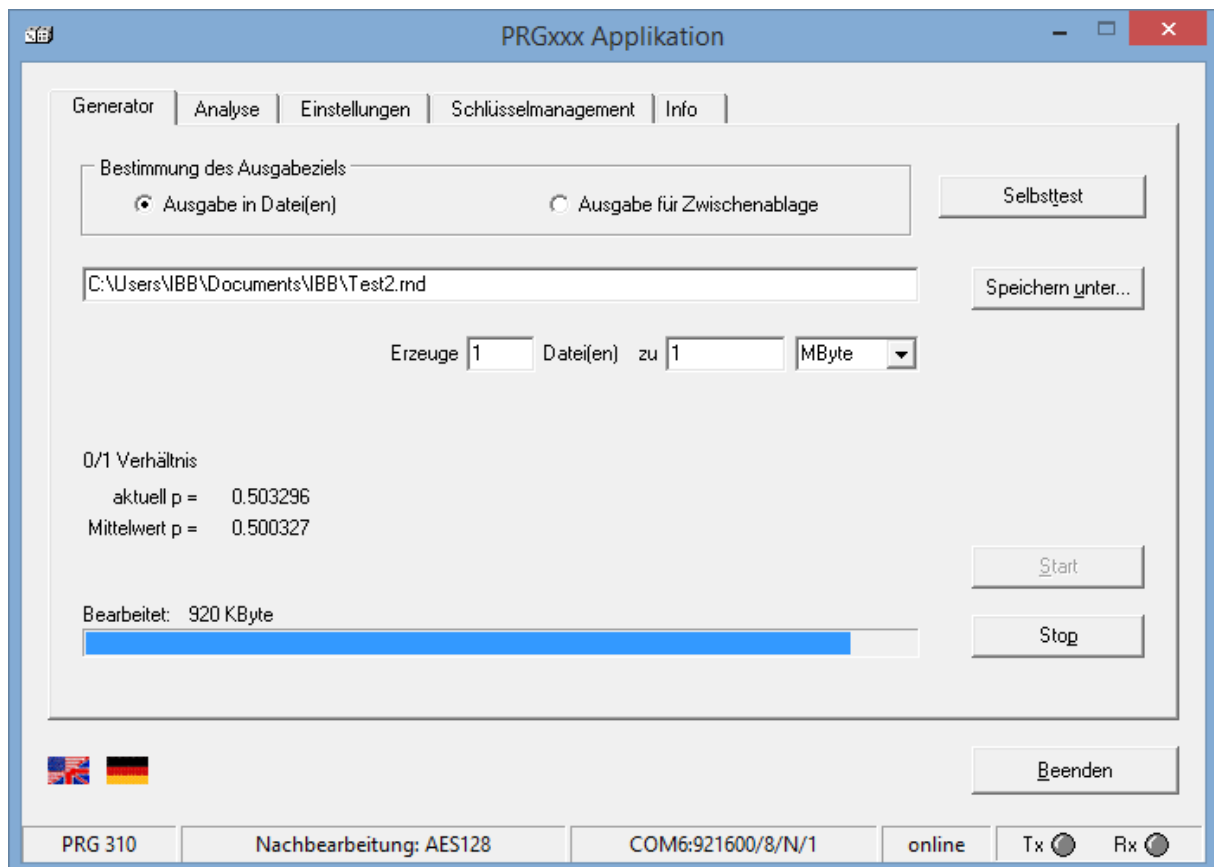 PRGxxx Applikation
Generator Analyse Einstellungen Schlüsselmanagement Info
Bestimmung des Ausgabeziels
Ausgabe in Datei(en) Ausgabe für Zwischenablage
Selbsttest
C:\Users\IBB\Documents\IBB\Test2.rnd
Speichern unter...
Erzeuge 1 Datei(en) zu 1 MByte
0/1 Verhältnis
aktuell p = 0.503296
Mittelwert p = 0.500327
Start
Bearbeitet: 920 KByte
Stop
Beenden
PRG 310 Nachbearbeitung: AES128 COM6:921600/8/N/1 online Tx Rx